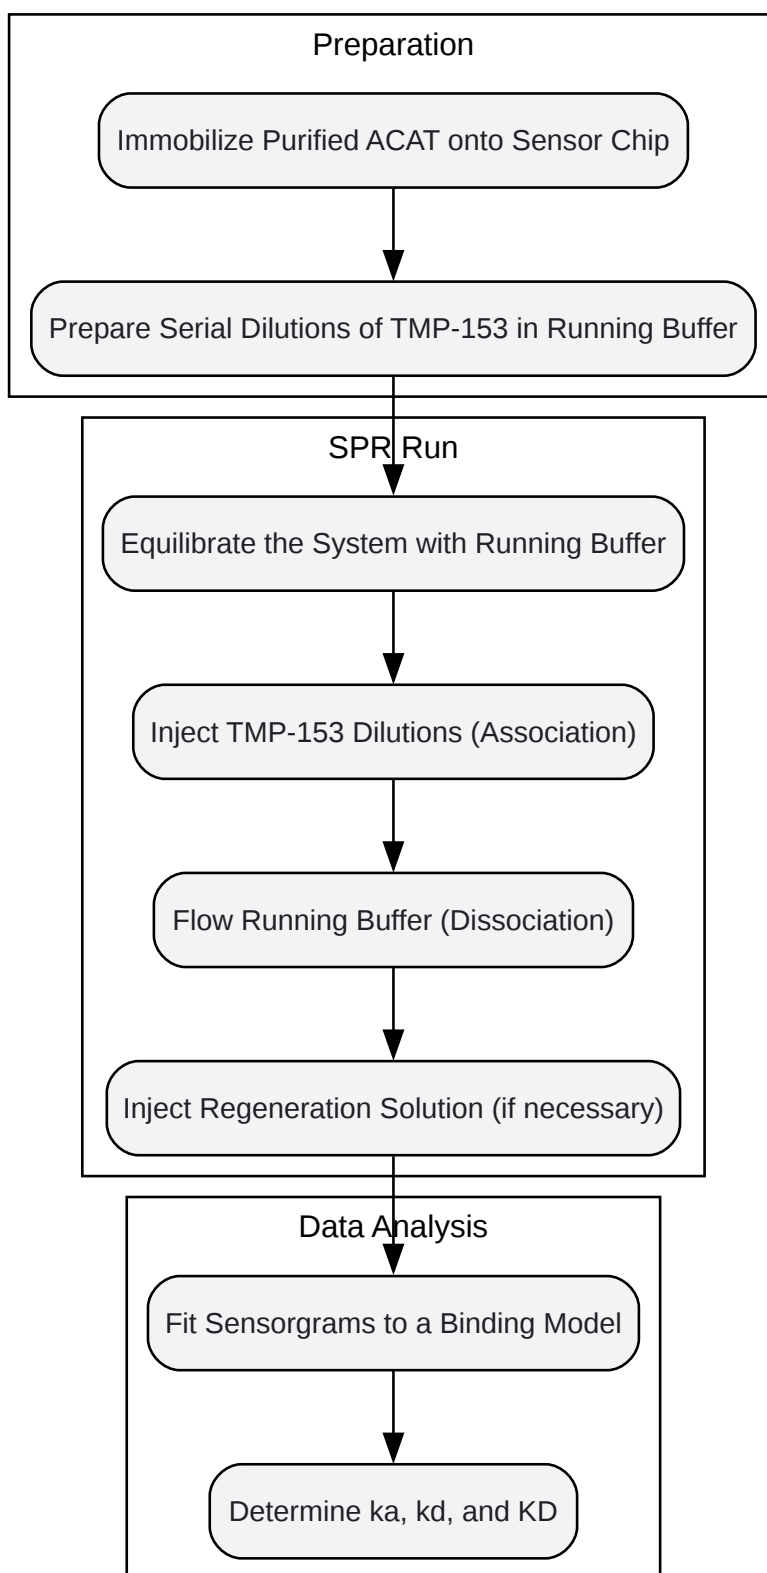 Preparation
Immobilize Purified ACAT onto Sensor Chip
Prepare Serial Dilutions of TMP-153 in Running Buffer
SPR Run
Equilibrate the System with Running Buffer
Inject TMP-153 Dilutions (Association)
Flow Running Buffer (Dissociation)
Inject Regeneration Solution (if necessary)
Data Analysis
Fit Sensorgrams to a Binding Model
Determine ka, kd, and KD